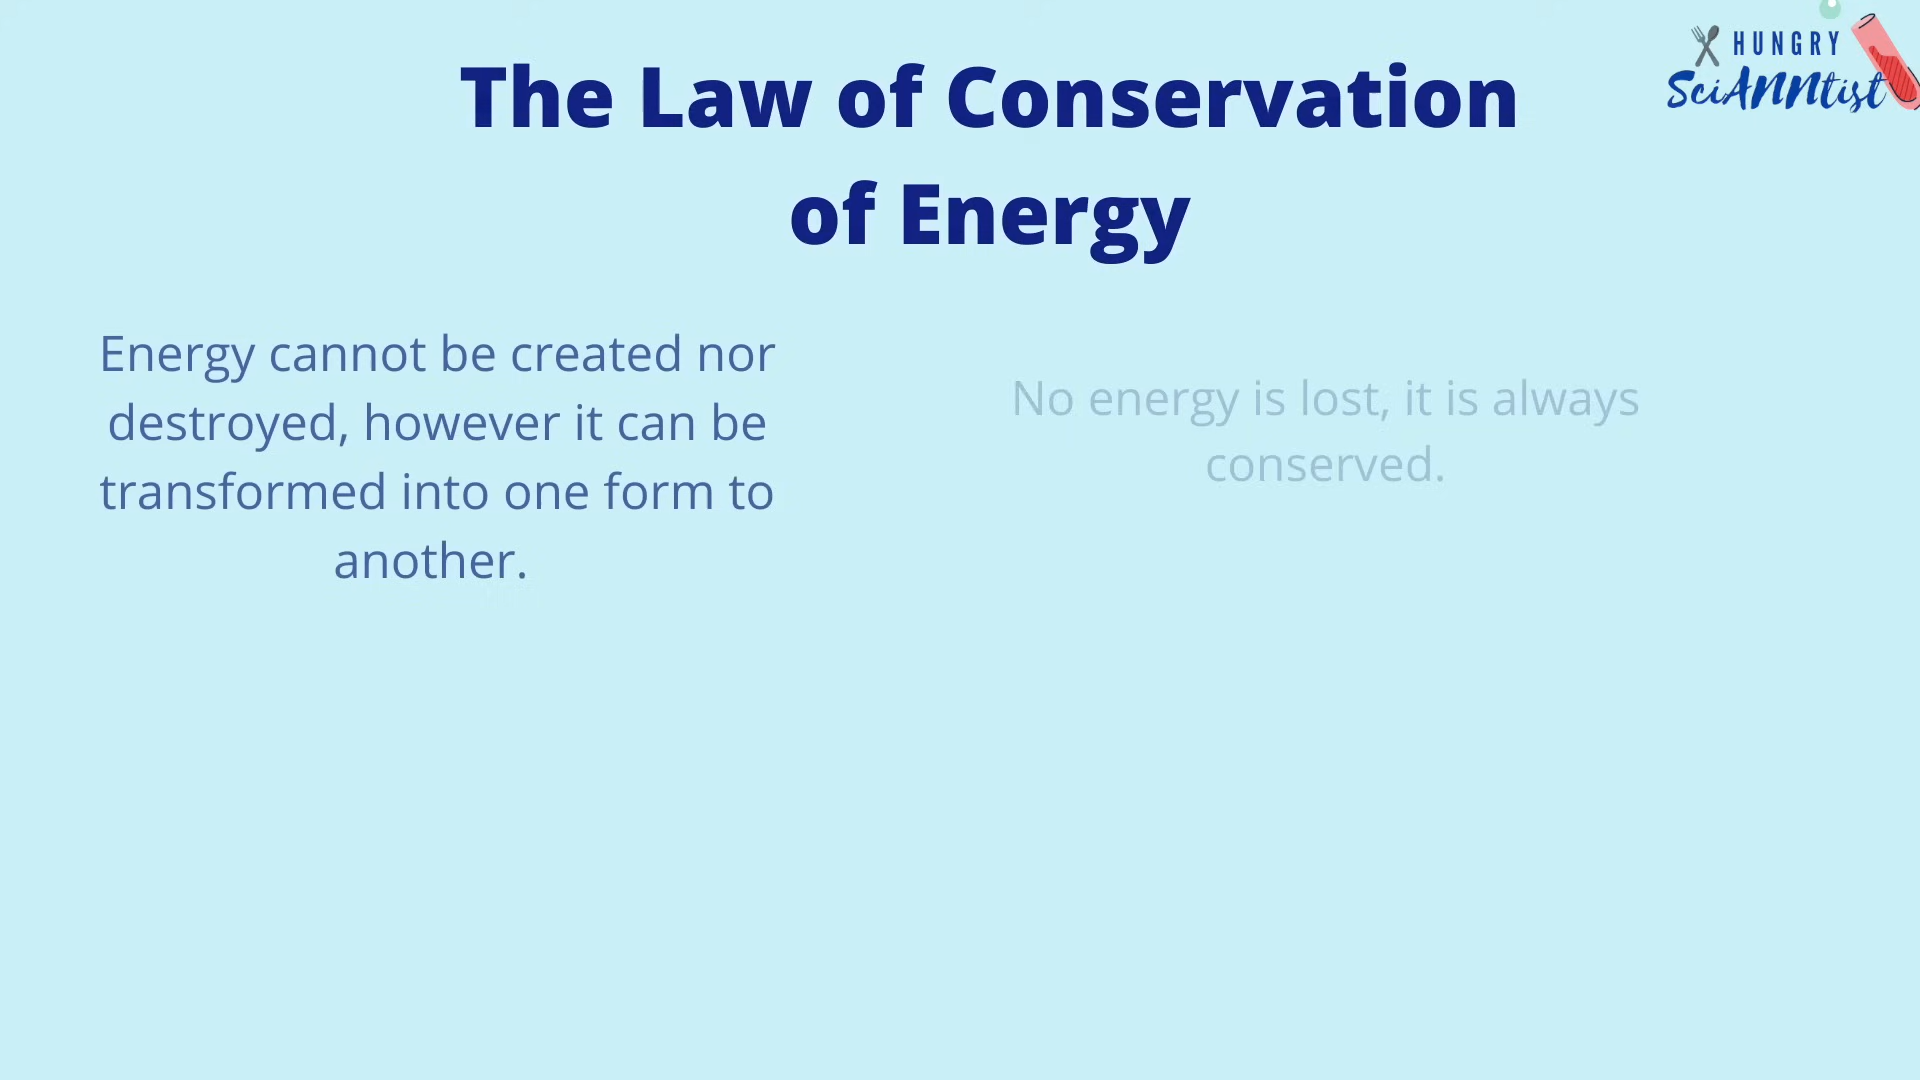 The Law of Conservation
of Energy
HUNGRY
SciANNtist
Energy cannot be created nor
destroyed, however it can be
transformed into one form to
another.
No energy is lost, it is always
conserved.